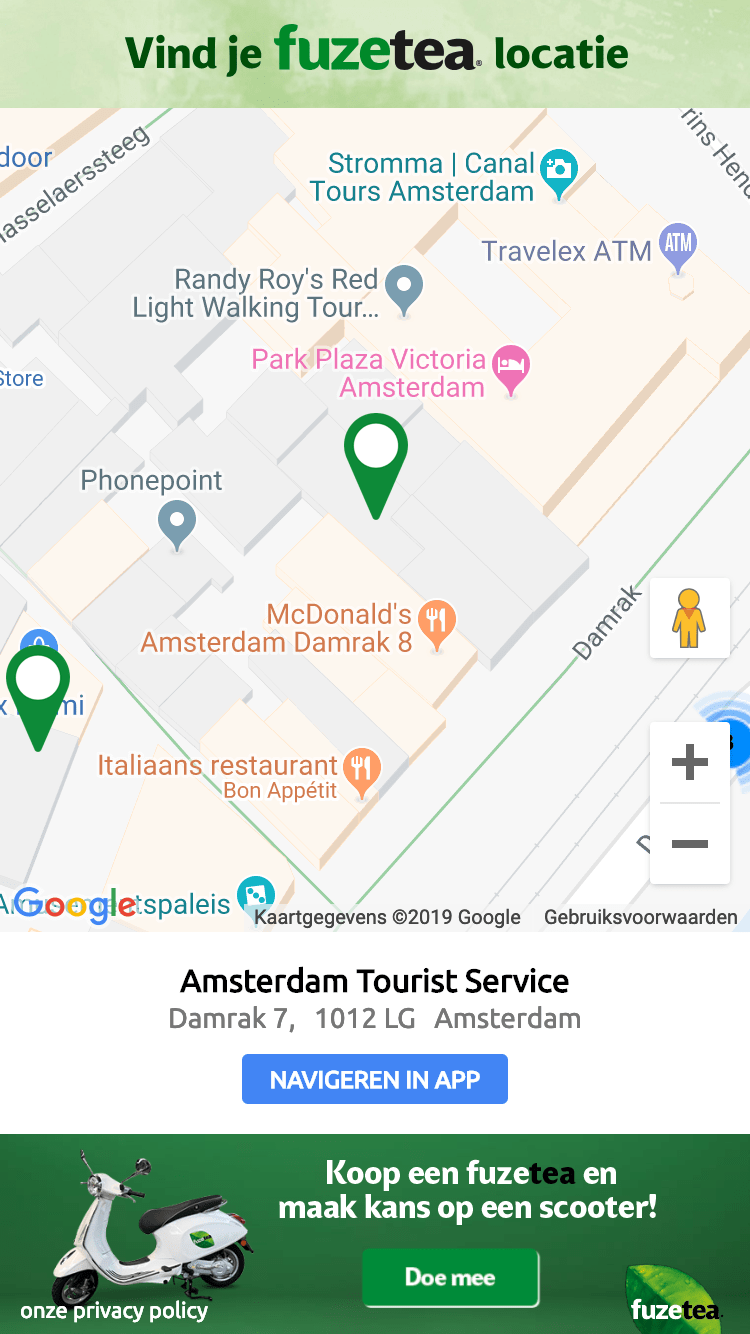 Vind je fuzetea® locatie
door
asselaerssteeg
rins Hend
Stromma | Canal
Tours Amsterdam
Travelex ATM
ATM
Randy Roy's Red
Light Walking Tour...
Park Plaza Victoria
Amsterdam
Store
Phonepoint
McDonald's
Amsterdam Damrak 8
Damrak
Italiaans restaurant
Bon Appétit
Google
tspaleis
Kaartgegevens ©2019 Google Gebruiksvoorwaarden
Amsterdam Tourist Service
Damrak 7, 1012 LG Amsterdam
NAVIGEREN IN APP
Koop een fuzetea en
maak kans op een scooter!
Doe mee
onze privacy policy
fuzetea